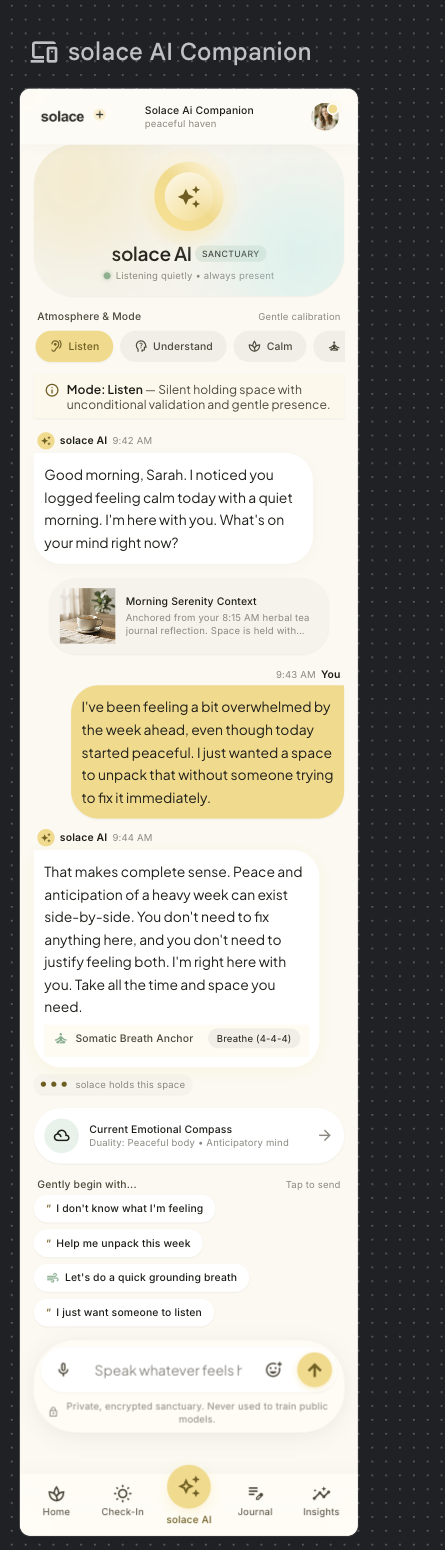 solace AI Companion
solace +
Solace Ai Companion
peaceful haven
solace AI SANCTUARY
Listening quietly • always present
Atmosphere & Mode
Gentle calibration
Listen
Understand
Calm
Mode: Listen — Silent holding space with
unconditional validation and gentle presence.
solace AI 9:42 AM
Good morning, Sarah. I noticed you
logged feeling calm today with a quiet
morning. I'm here with you. What's on
your mind right now?
Morning Serenity Context
Anchored from your 8:15 AM herbal tea
journal reflection. Space is held with...
9:43 AM You
I've been feeling a bit overwhelmed by
the week ahead, even though today
started peaceful. I just wanted a space
to unpack that without someone trying
to fix it immediately.
solace AI 9:44 AM
That makes complete sense. Peace and
anticipation of a heavy week can exist
side-by-side. You don't need to fix
anything here, and you don't need to
justify feeling both. I'm right here with
you. Take all the time and space you
need.
Somatic Breath Anchor
Breathe (4-4-4)
solace holds this space
Current Emotional Compass
Duality: Peaceful body • Anticipatory mind
Gently begin with...
Tap to send
" I don't know what I'm feeling
" Help me unpack this week
Let's do a quick grounding breath
" I just want someone to listen
Speak whatever feels h
Private, encrypted sanctuary. Never used to train public
models.
Home
Check-In
solace AI
Journal
Insights